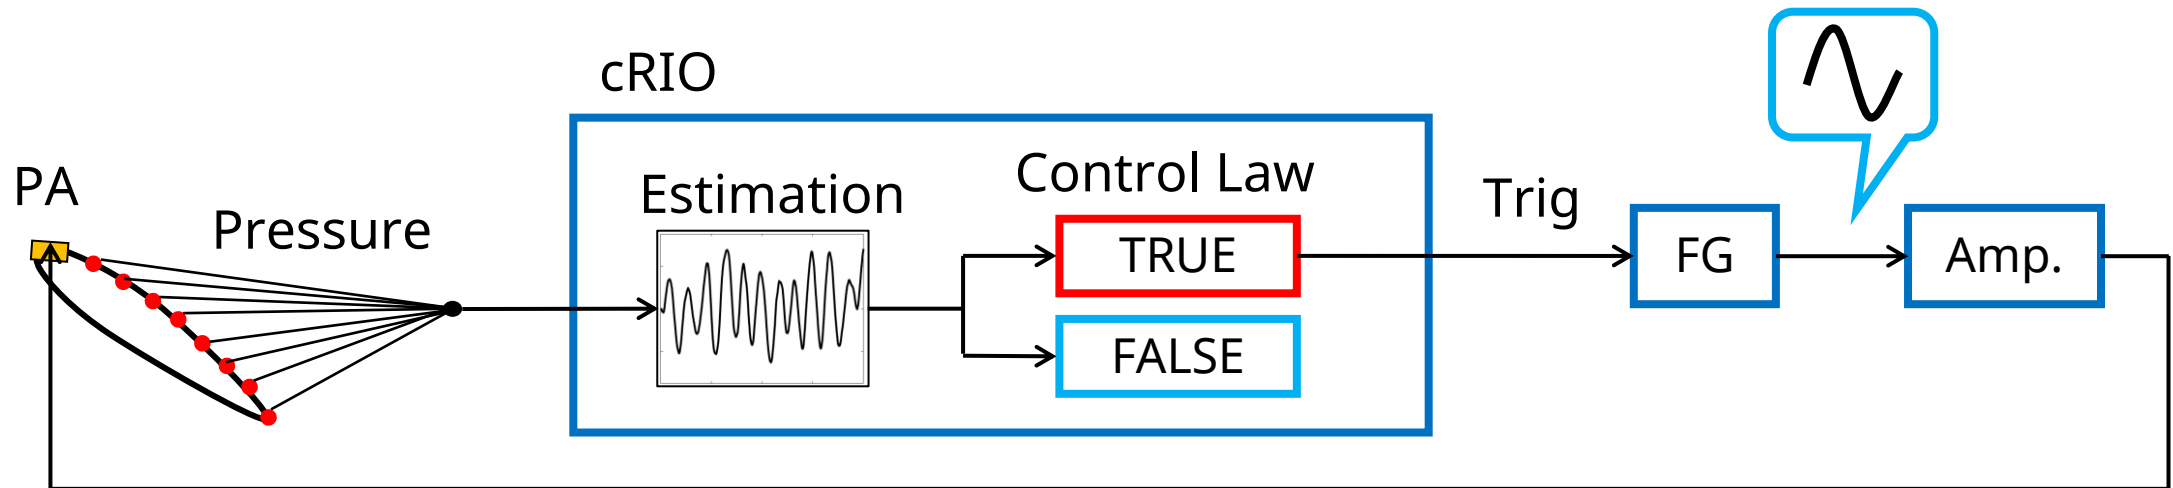 cRIO
PA
Pressure
Estimation
Control Law
TRUE
FALSE
Trig
FG
Amp.